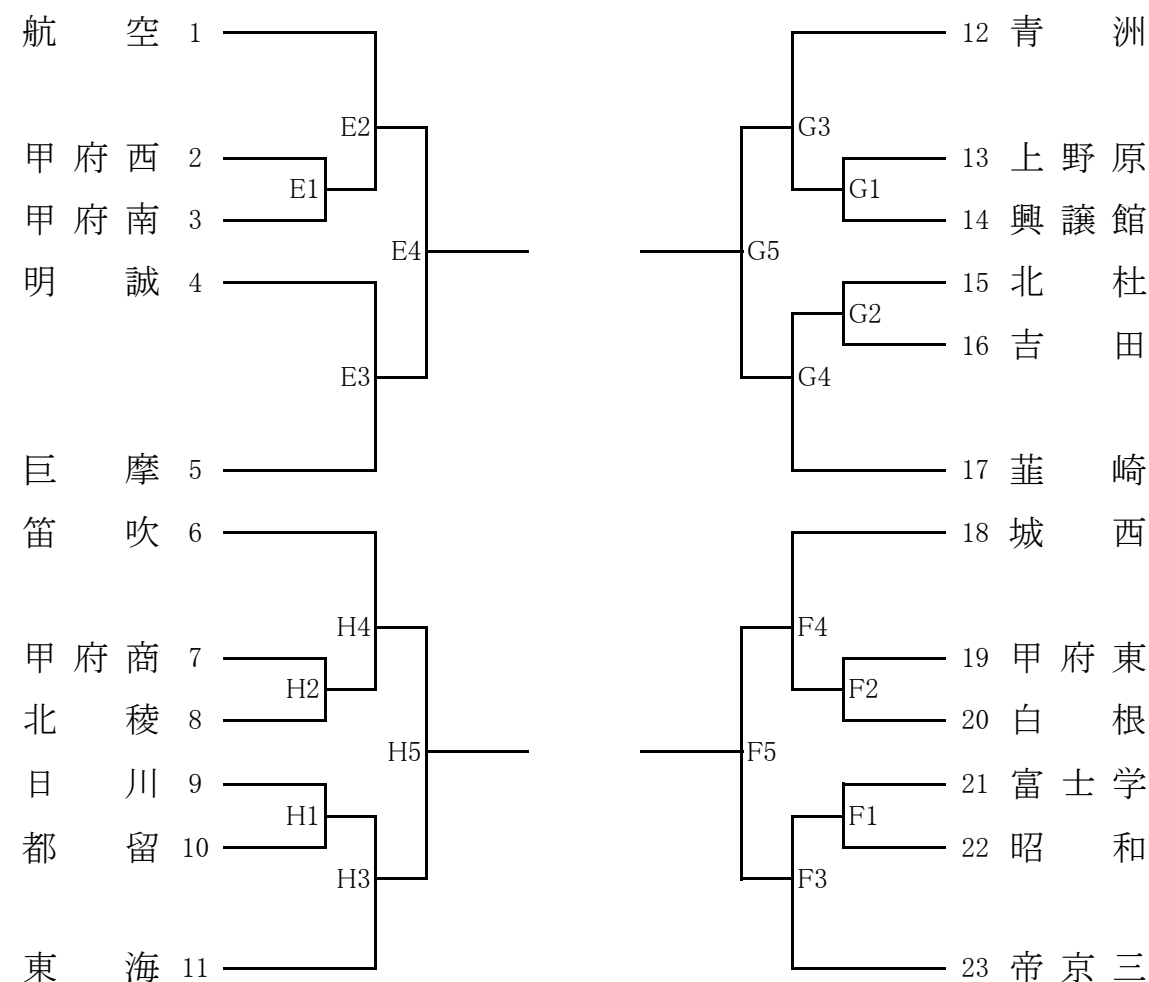 航空 1
E2
甲府西 2
E1
甲府南 3
E4
明誠 4
E3
巨摩 5
笛吹 6
H4
甲府商 7
H2
北稜 8
H5
日川 9
H1
都留 10
H3
東海 11
12 青洲
G3
13 上野原
G1
14 興譲館
G5
15 北杜
G2
16 吉田
G4
17 韮崎
18 城西
F4
19 甲府東
F2
20 白根
F5
21 富士学
F1
22 昭和
F3
23 帝京三